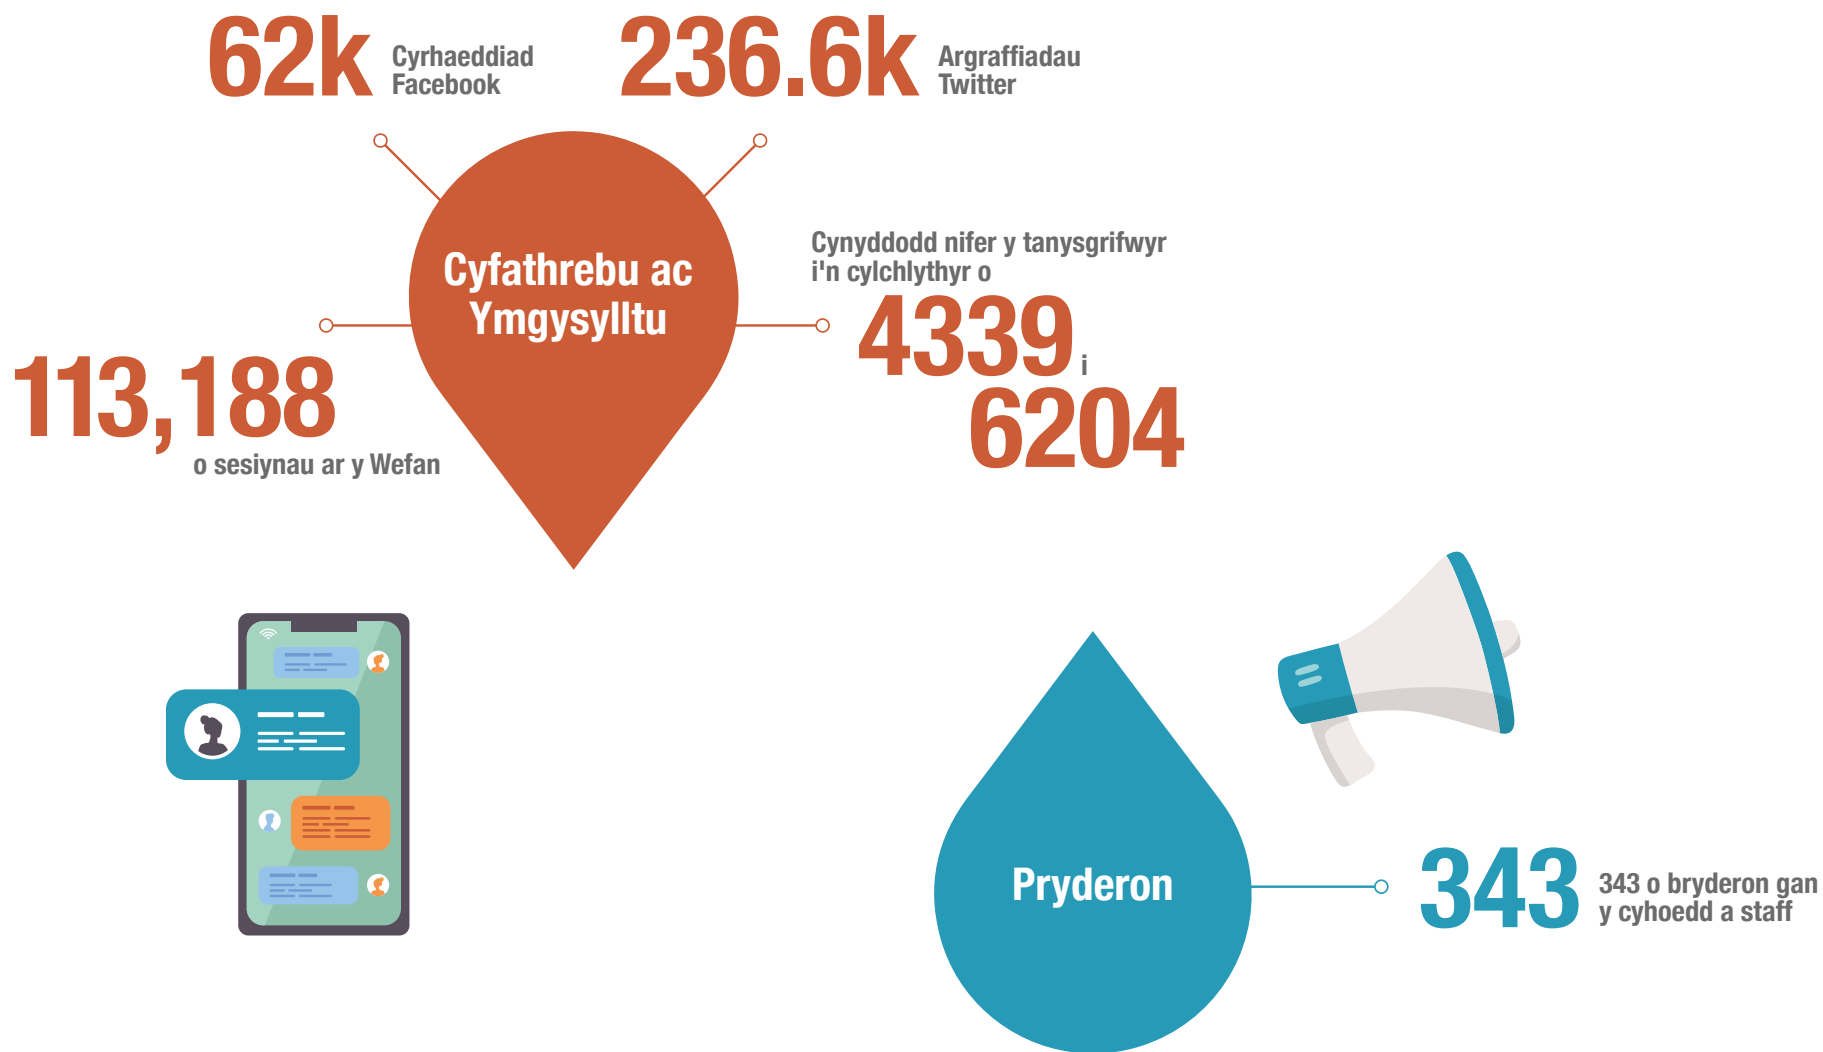 62k
Cyrhaeddiad
Facebook
236.6k
Argraffiadau
Twitter
Cyfathrebu ac
Ymgysylltu
Cynyddodd nifer y tanysgrifwyr
i'n cylchlythyr o
4339 i
6204
113,188
o sesiynau ar y Wefan
Pryderon
343
343 o bryderon gan
y cyhoedd a staff